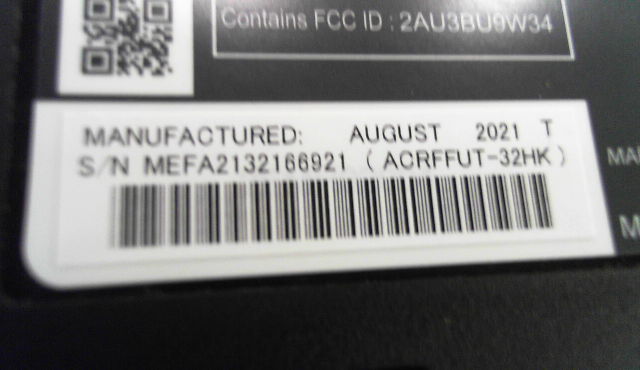 Contains FCC ID : 2AU3BU9W34
MANUFACTURED: AUGUST 2021 T
S/N MEFA2132166921 ( ACRFFUT-32HK )